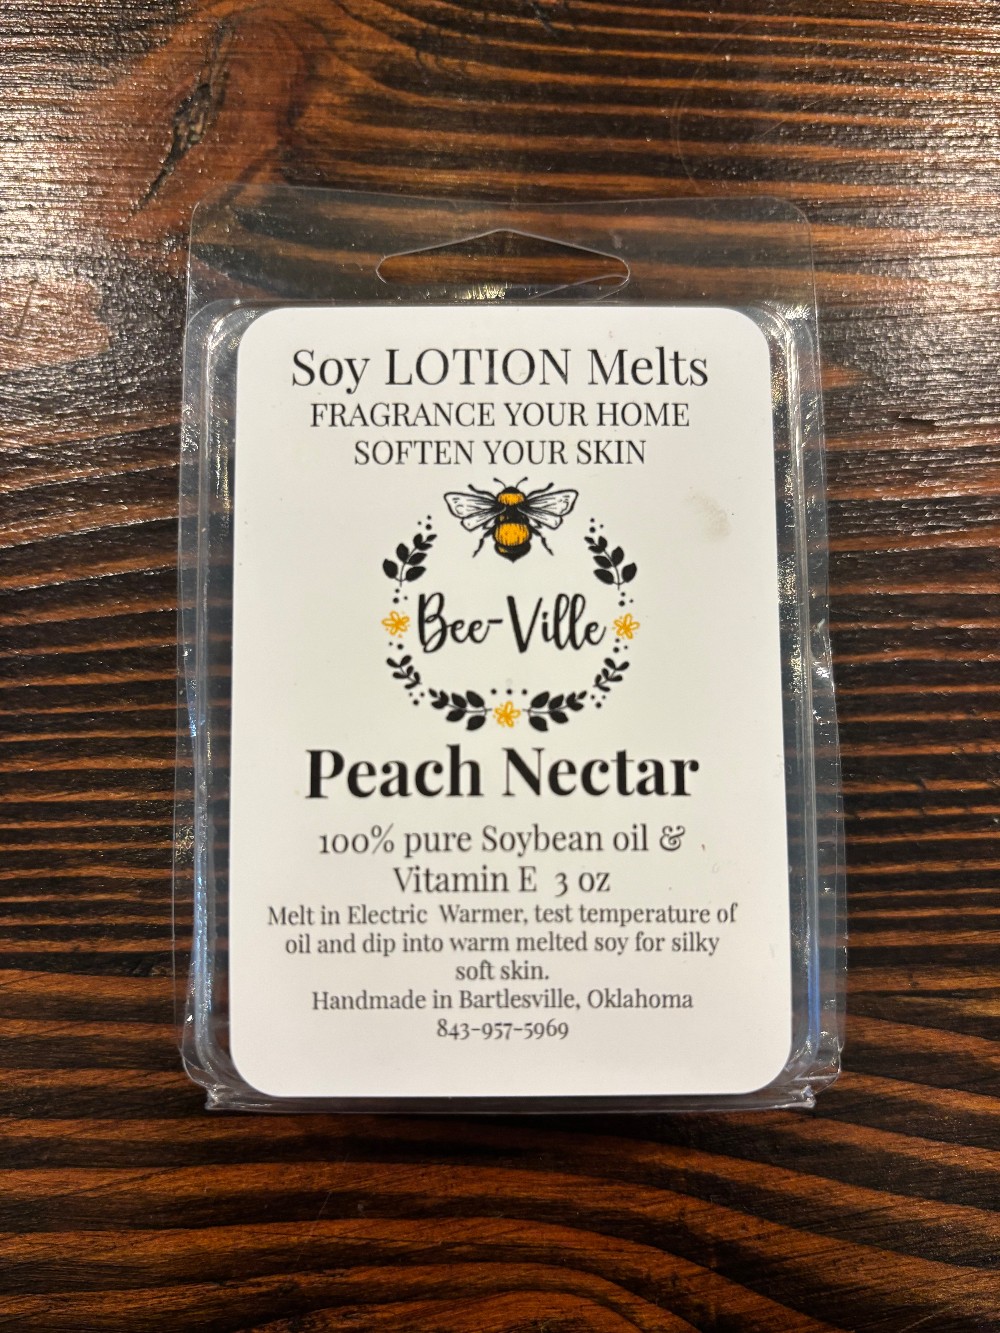 Soy LOTION Melts
FRAGRANCE YOUR HOME
SOFTEN YOUR SKIN
Bee-Ville
Peach Nectar
100% pure Soybean oil &
Vitamin E 3 oz
Melt in Electric Warmer, test temperature of
oil and dip into warm melted soy for silky
soft skin.
Handmade in Bartlesville, Oklahoma
843-957-5969